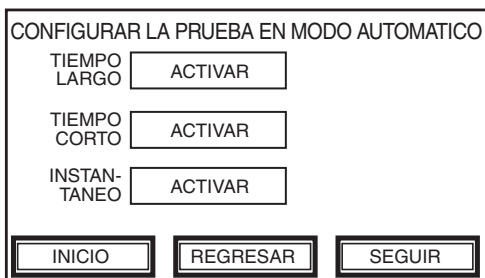 CONFIGURAR LA PRUEBA EN MODO AUTOMATICO
TIEMPO
LARGO
ACTIVAR
TIEMPO
CORTO
ACTIVAR
INSTAN-
TANEO
ACTIVAR
INICIO
REGRESAR
SEGUIR